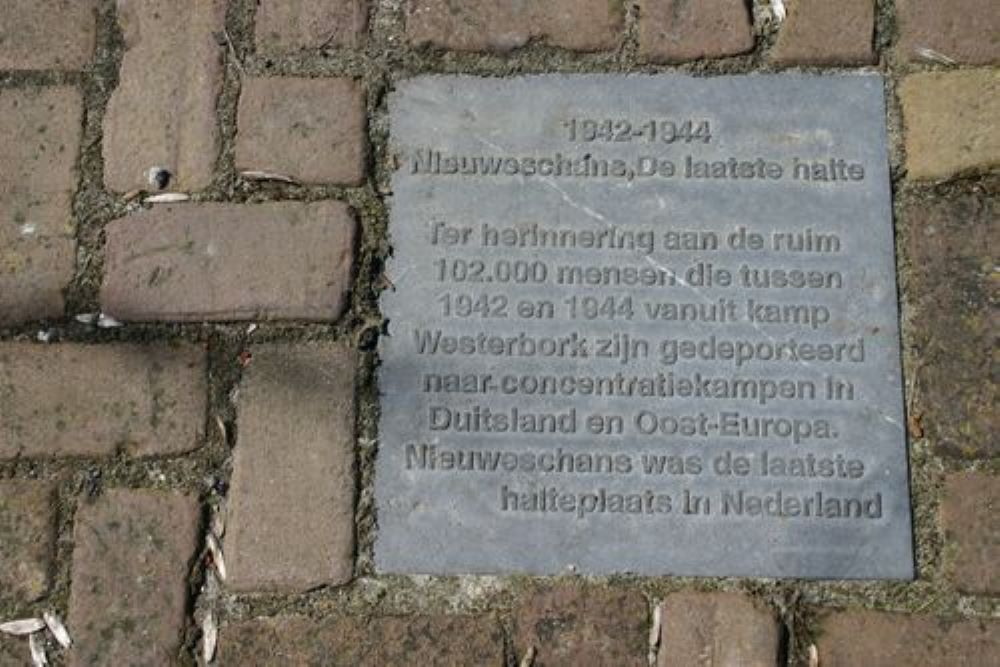 1942-1944
Nieuweschans,De laatste halte
Ter herinnering aan de ruim
102.000 mensen die tussen
1942 en 1944 vanuit kamp
Westerbork zijn gedeporteerd
naar concentratiekampen in
Duitsland en Oost-Europa.
Nieuweschans was de laatste
halteplaats in Nederland